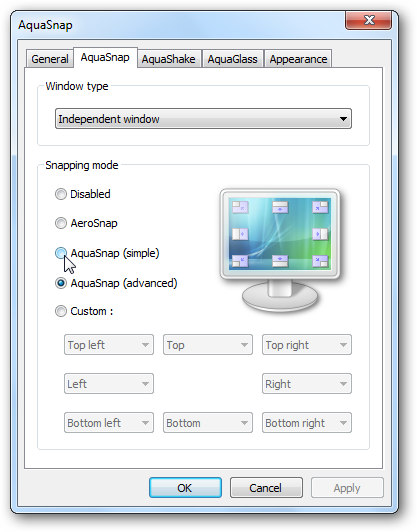 AquaSnap
General AquaSnap AquaShake AquaGlass Appearance
Window type
Independent window
Snapping mode
Disabled
AeroSnap
AquaSnap (simple)
AquaSnap (advanced)
Custom :
Top left Top Top right
Left Right
Bottom left Bottom Bottom right
OK Cancel Apply